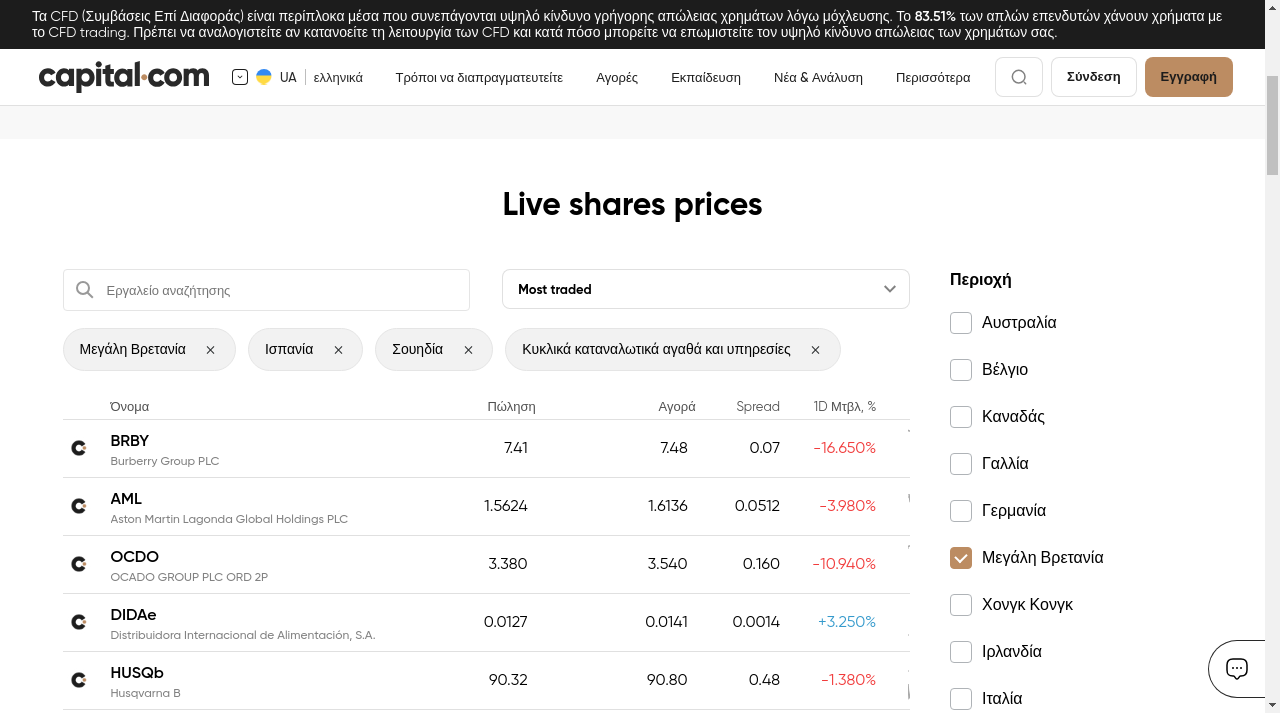 Τα CFD (Συμβάσεις Επί Διαφοράς) είναι περίπλοκα μέσα που συνεπάγονται υψηλό κίνδυνο γρήγορης απώλειας χρημάτων λόγω μόχλευσης. Το 83.51% των απλών επενδυτών χάνουν χρήματα με
το CFD trading. Πρέπει να αναλογιστείτε αν κατανοείτε τη λειτουργία των CFD και κατά πόσο μπορείτε να επωμιστείτε τον υψηλό κίνδυνο απώλειας των χρημάτων σας.
capital.com
UA ελληνικά
Τρόποι να διαπραγματευτείτε
Αγορές
Εκπαίδευση
Νέα & Ανάλυση
Περισσότερα
Σύνδεση
Εγγραφή
Live shares prices
Εργαλείο αναζήτησης
Most traded
Μεγάλη Βρετανία
Ισπανία
Σουηδία
Κυκλικά καταναλωτικά αγαθά και υπηρεσίες
Όνομα Πώληση Αγορά Spread 1D Μτβλ, %
BRBY 7.41 7.48 0.07 -16.650%
Burberry Group PLC
AML 1.5624 1.6136 0.0512 -3.980%
Aston Martin Lagonda Global Holdings PLC
OCDO 3.380 3.540 0.160 -10.940%
OCADO GROUP PLC ORD 2P
DIDAe 0.0127 0.0141 0.0014 +3.250%
Distribuidora Internacional de Alimentación, S.A.
HUSQb 90.32 90.80 0.48 -1.380%
Husqvarna B
Περιοχή
Αυστραλία
Βέλγιο
Καναδάς
Γαλλία
Γερμανία
Μεγάλη Βρετανία
Χονγκ Κονγκ
Ιρλανδία
Ιταλία